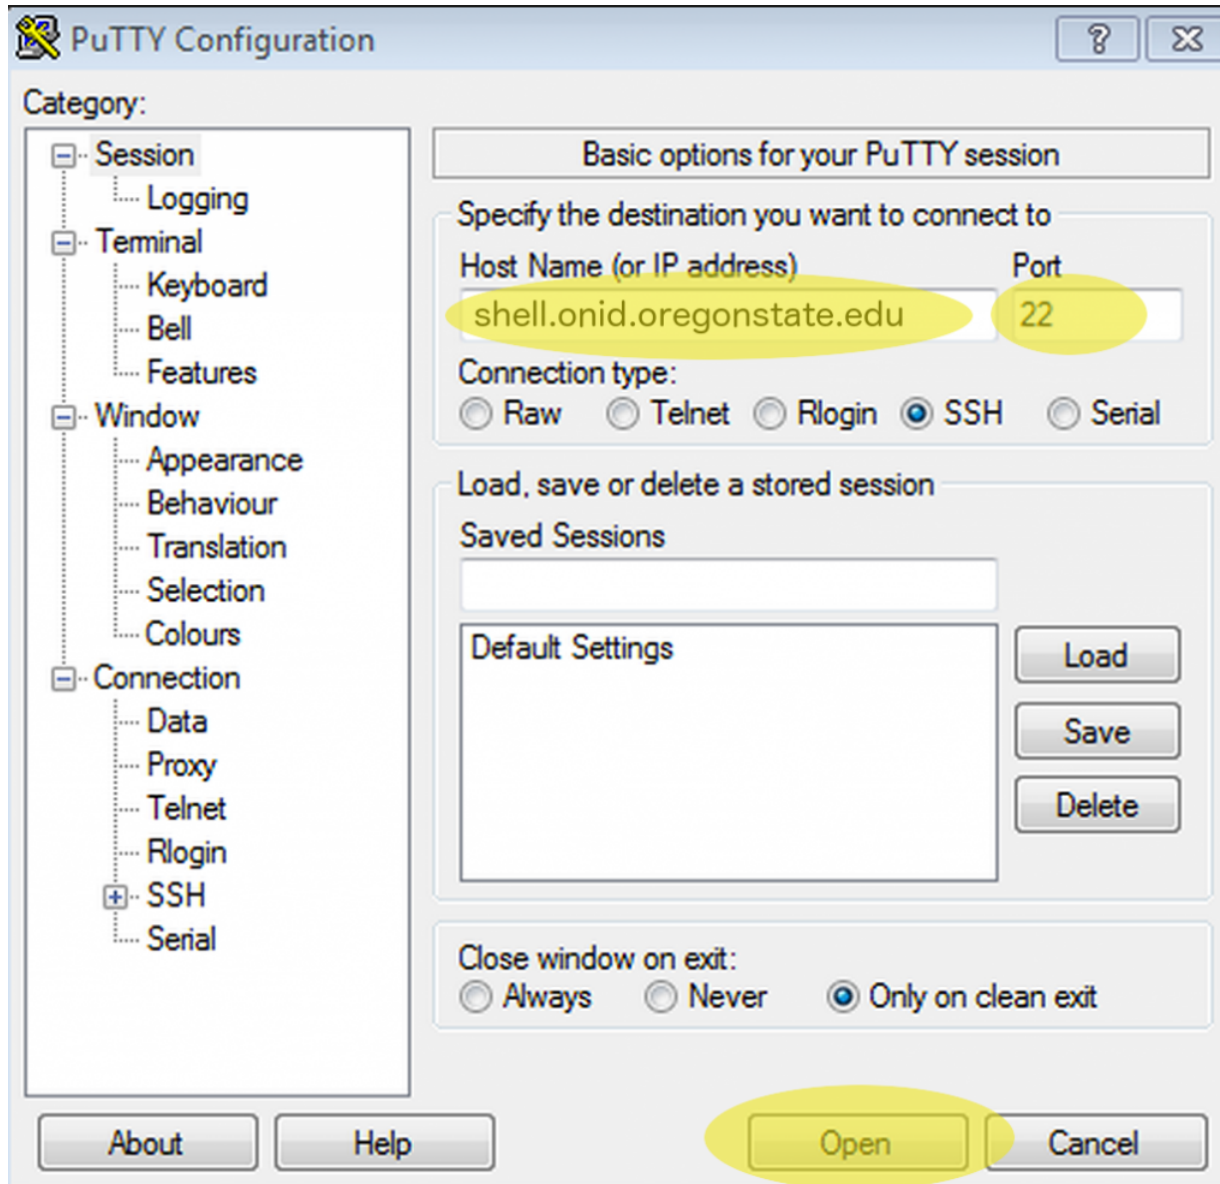 PuTTY Configuration
Category:
Session
Logging
Terminal
Keyboard
Bell
Features
Window
Appearance
Behaviour
Translation
Selection
Colours
Connection
Data
Proxy
Telnet
Rlogin
SSH
Serial
Basic options for your PuTTY session
Specify the destination you want to connect to
Host Name (or IP address) Port
shell.onid.oregonstate.edu 22
Connection type:
Raw Telnet Rlogin SSH Serial
Load, save or delete a stored session
Saved Sessions
Default Settings
Load
Save
Delete
Close window on exit:
Always Never Only on clean exit
About Help Open Cancel